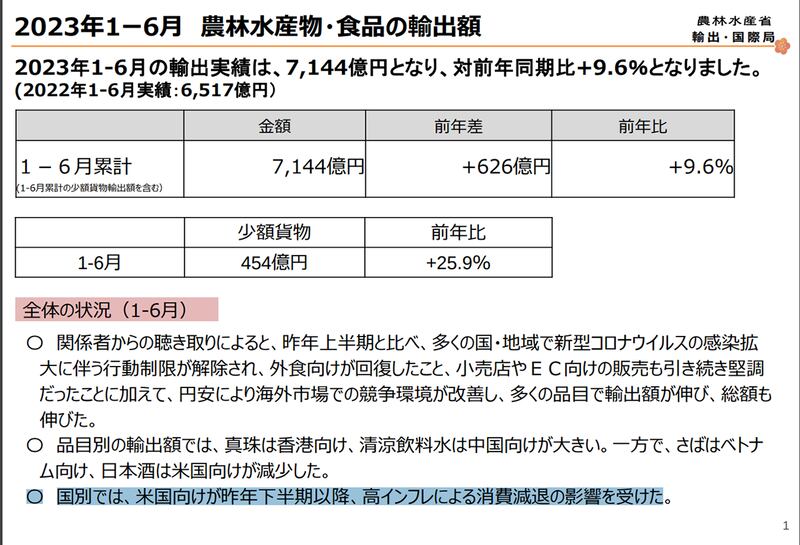 2023年1ー6月 農林水産物・食品の輸出額
農林水産省
輸出・国際局
2023年1-6月の輸出実績は、7,144億円となり、対前年同期比+9.6%となりました。
(2022年1-6月実績:6,517億円)
金額 前年差 前年比
1-6月累計 7,144億円 +626億円 +9.6%
(1-6月累計の少額貨物輸出額を含む)
少額貨物 前年比
1-6月 454億円 +25.9%
全体の状況(1-6月)
○ 関係者からの聴き取りによると、昨年上半期と比べ、多くの国・地域で新型コロナウイルスの感染拡
大に伴う行動制限が解除され、外食向けが回復したこと、小売店やEC向けの販売も引き続き堅調
だったことに加えて、円安により海外市場での競争環境が改善し、多くの品目で輸出額が伸び、総額も
伸びた。
○ 品目別の輸出額では、真珠は香港向け、清涼飲料水は中国向けが大きい。一方で、さばはベトナ
ム向け、日本酒は米国向けが減少した。
○ 国別では、米国向けが昨年下半期以降、高インフレによる消費減退の影響を受けた。
1